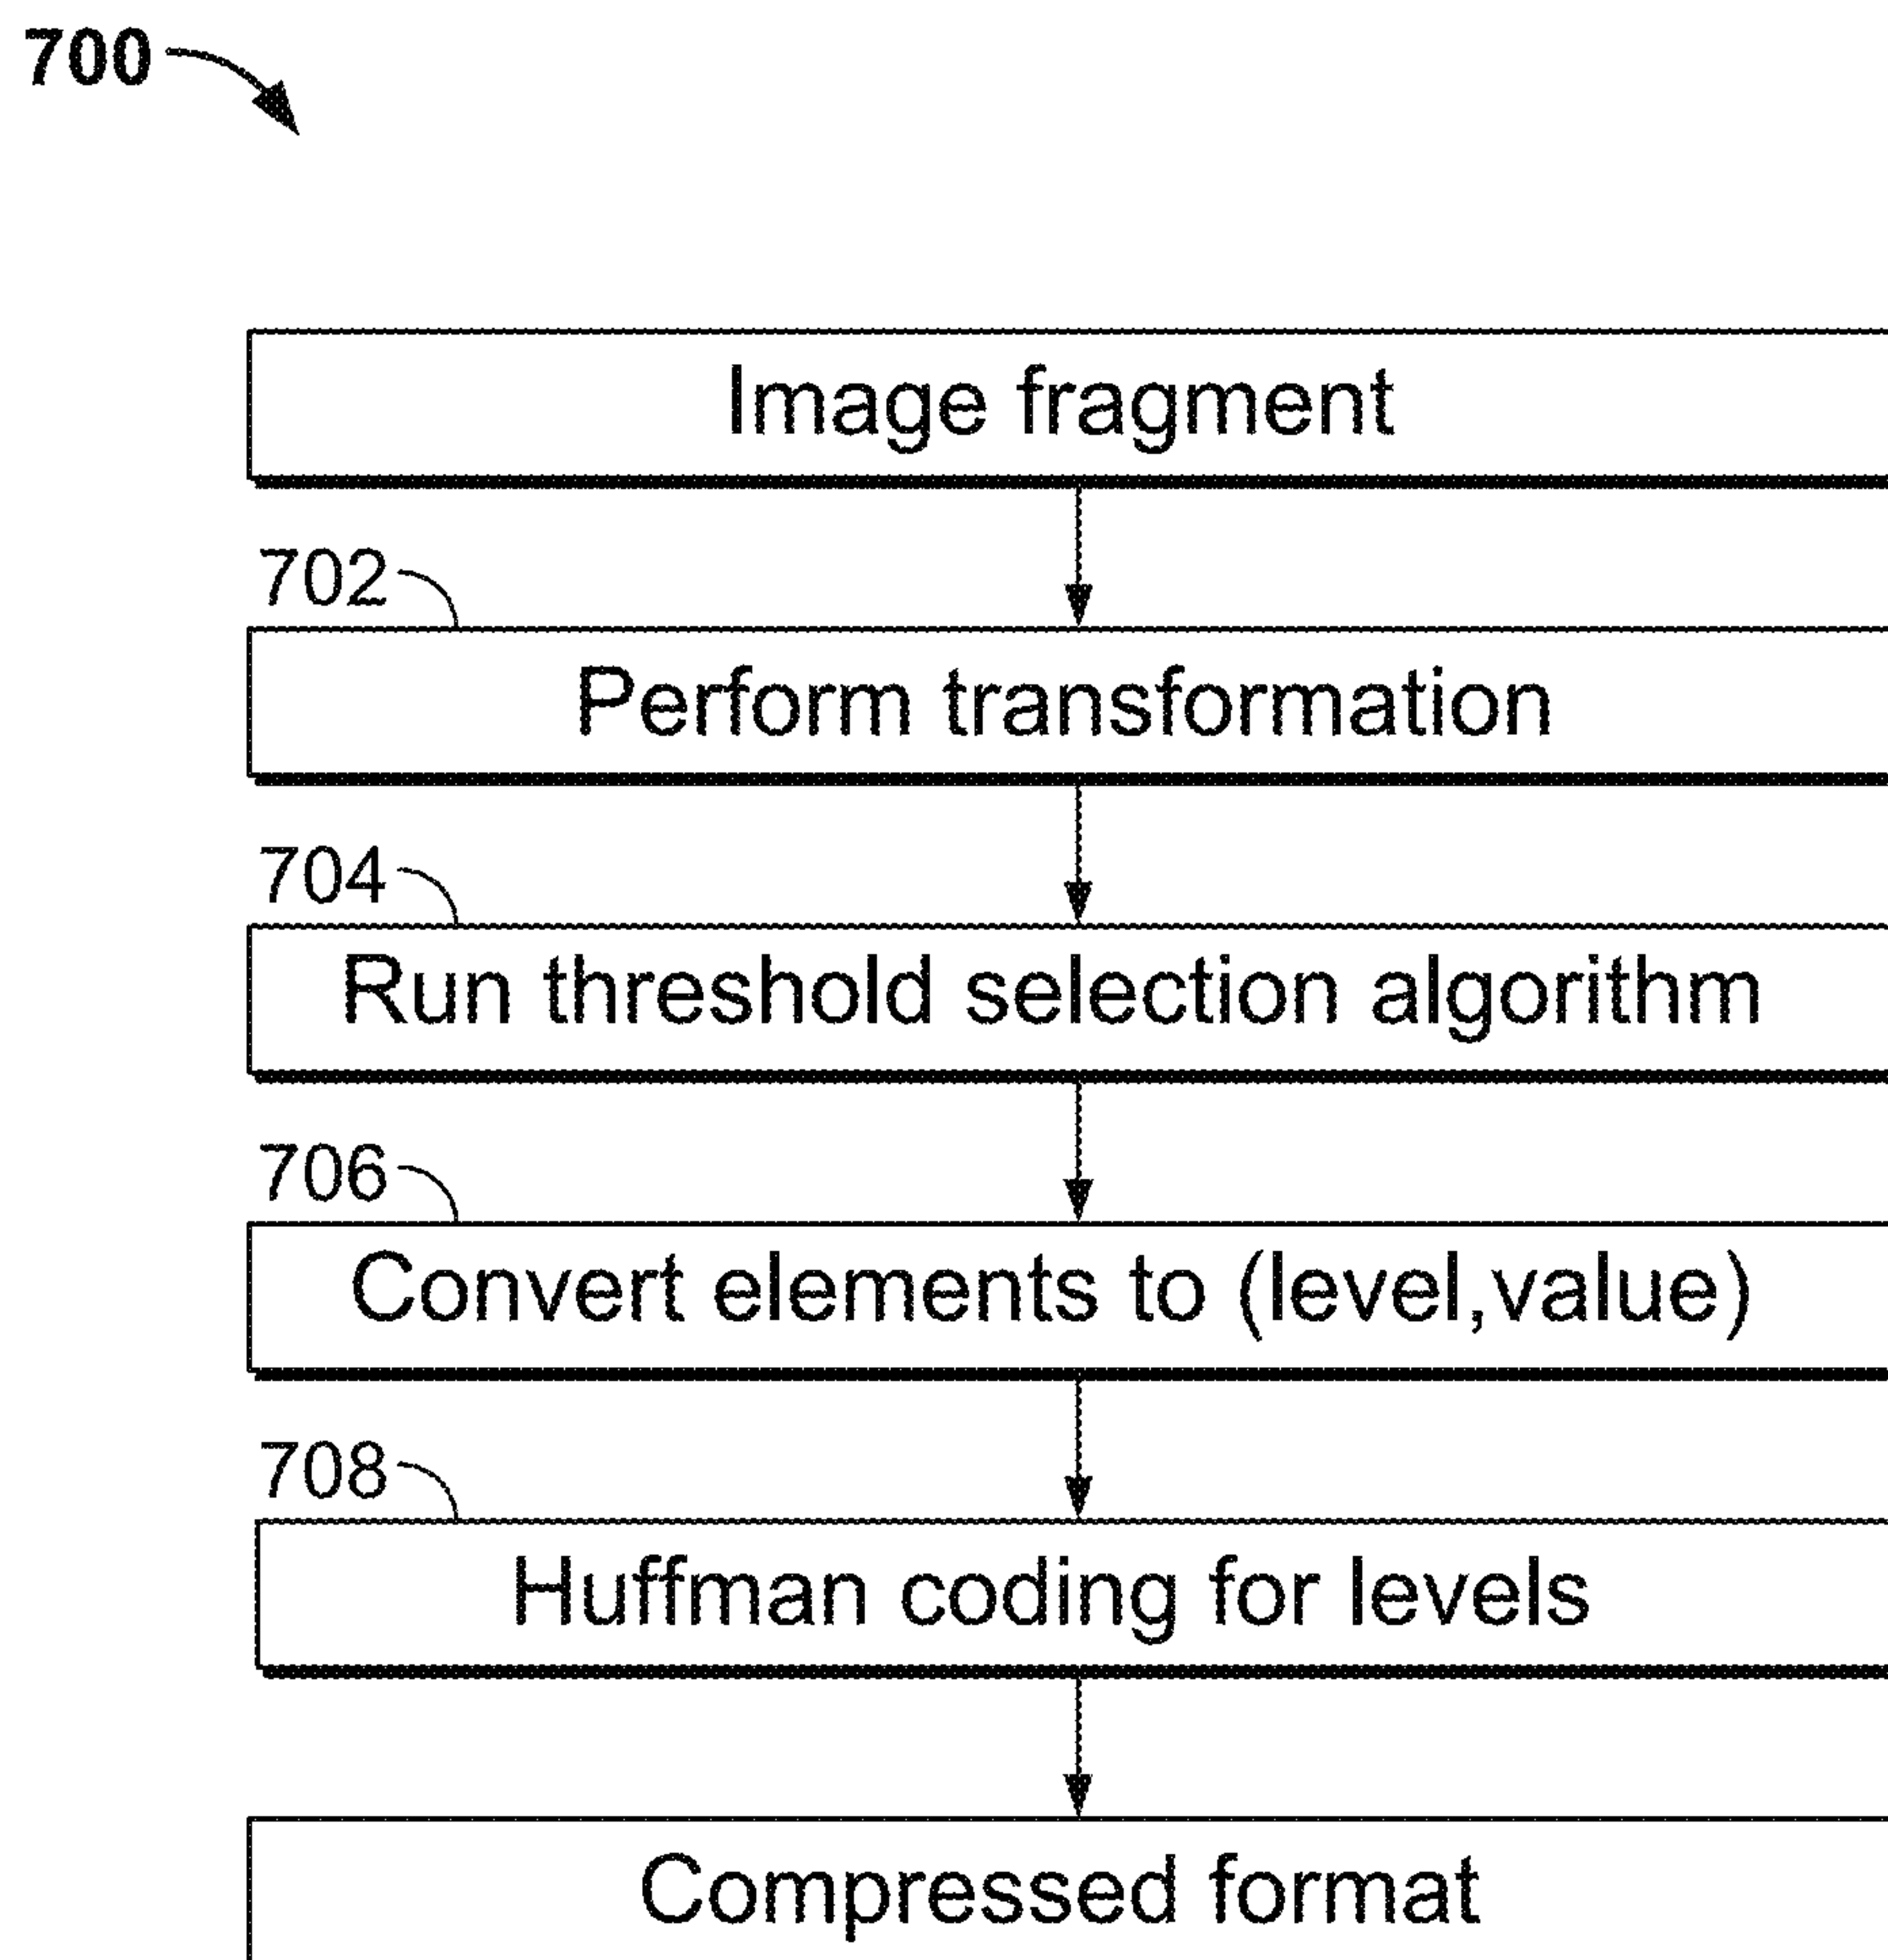 700
Image fragment
702
Perform transformation
704
Run threshold selection algorithm
706
Convert elements to (level,value)
708
Huffman coding for levels
Compressed format